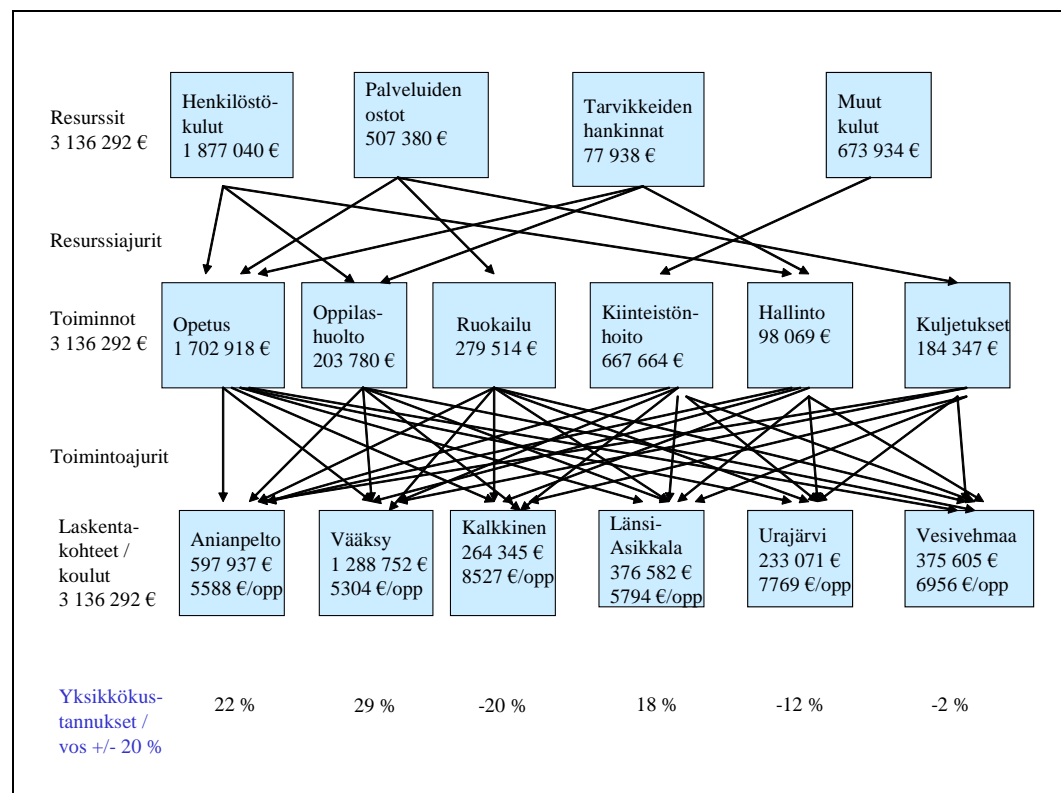 Resurssit
3 136 292 €
Henkilöstö-
kulut
1 877 040 €
Palveluiden
ostot
507 380 €
Tarvikkeiden
hankinnat
77 938 €
Muut
kulut
673 934 €
Resurssiajurit
Toiminnot
3 136 292 €
Opetus
1 702 918 €
Oppilas-
huolto
203 780 €
Ruokailu
279 514 €
Kiinteistön-
hoito
667 664 €
Hallinto
98 069 €
Kuljetukset
184 347 €
Toimintoajurit
Laskenta-
kohteet /
koulut
3 136 292 €
Anianpelto
597 937 €
5588 €/opp
Vääksy
1 288 752 €
5304 €/opp
Kalkkinen
264 345 €
8527 €/opp
Länsi-
Asikkala
376 582 €
5794 €/opp
Urajärvi
233 071 €
7769 €/opp
Vesivehmaa
375 605 €
6956 €/opp
Yksikkökus-
tannukset /
vos +/- 20 %
22 %
29 %
-20 %
18 %
-12 %
-2 %